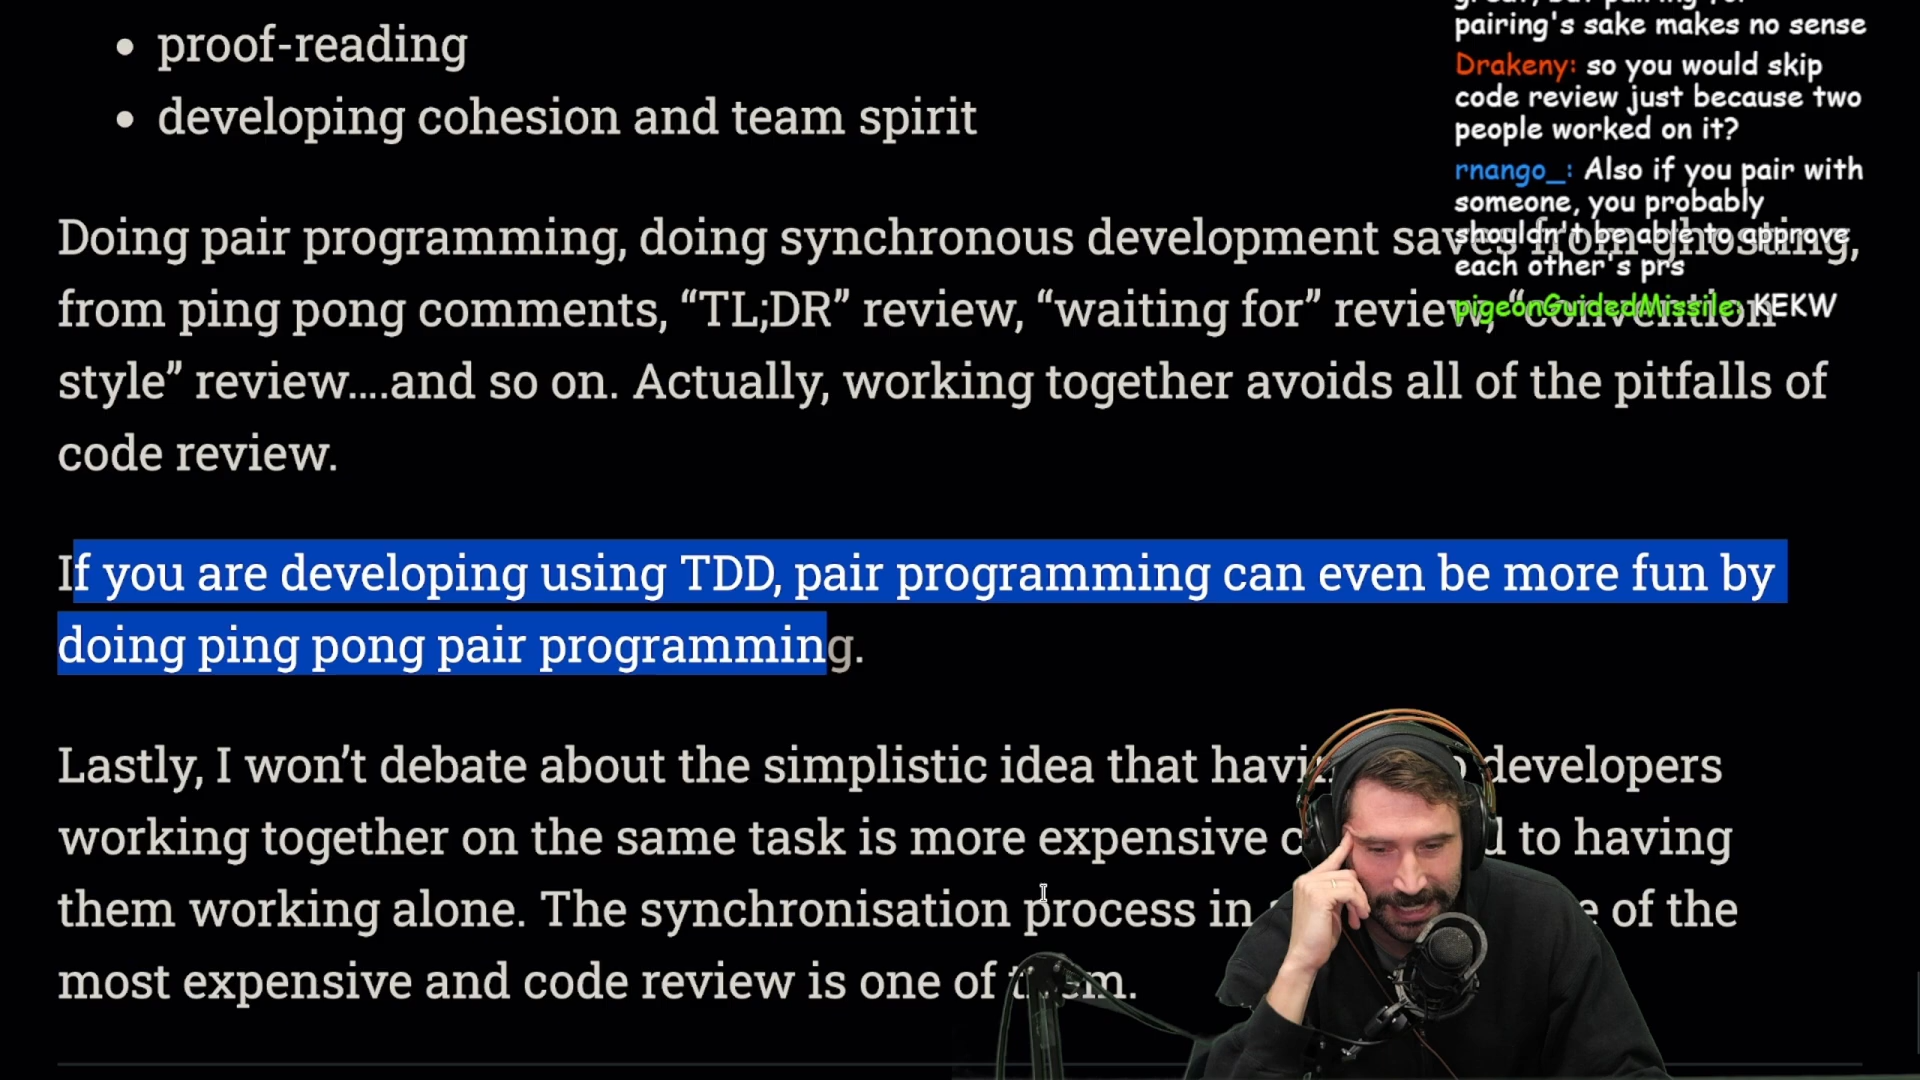 proof-reading
developing cohesion and team spirit
Doing pair programming, doing synchronous development saves from ghosting,
from ping pong comments, “TL;DR” review, “waiting for” review, “convention
style” review....and so on. Actually, working together avoids all of the pitfalls of
code review.
If you are developing using TDD, pair programming can even be more fun by
doing ping pong pair programming.
Lastly, I won’t debate about the simplistic idea that developers
working together on the same task is more expensive to having
them working alone. The synchronisation process in of the
most expensive and code review is one of them.
pairing's sake makes no sense
Drakeny: so you would skip
code review just because two
people worked on it?
rnango_: Also if you pair with
someone, you probably
shouldn't be able to approve
each other's prs
pigeonGuidedMissile: KEKW